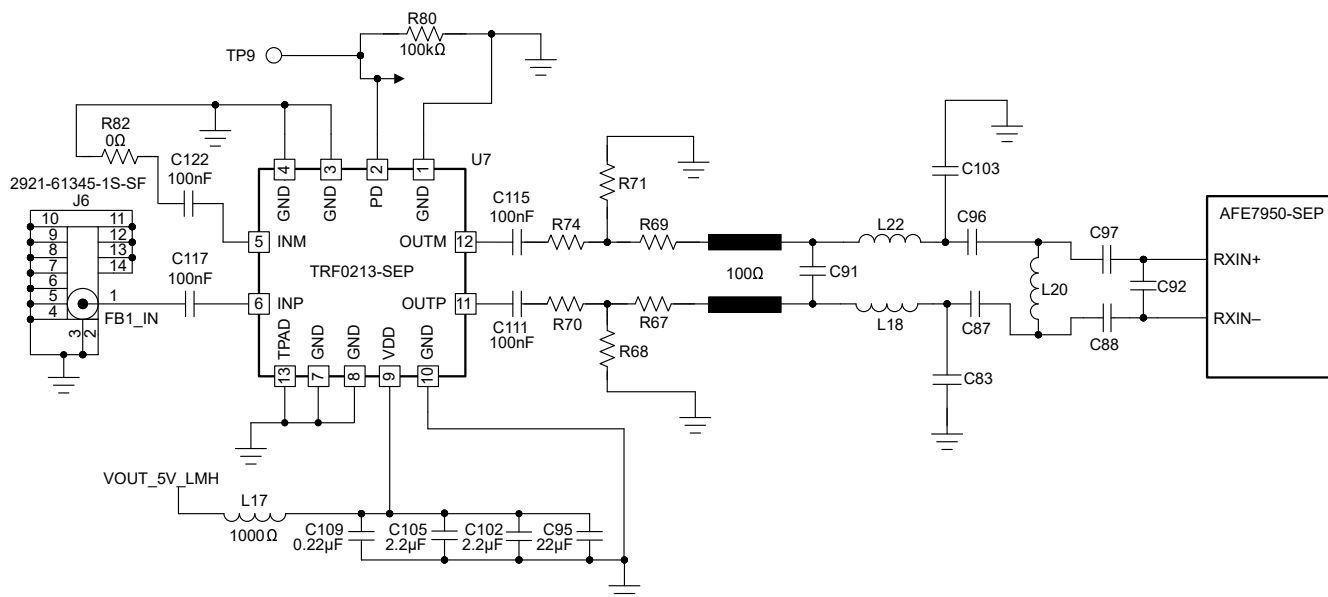 R80
100kΩ
TP9
R82
0Ω
C122
100nF
2921-61345-1S-SF
J6
10
9
8
7
6
5
4
11
12
13
14
1
3
2
FB1_IN
C117
100nF
4
3
2
1
GND
GND
PD
GND
U7
5
INM
6
INP
TRF0213-SEP
OUTM
12
OUTP
11
TPAD
GND
GND
VDD
GND
13
7
8
9
10
C115
100nF
R74
R71
R69
C111
100nF
R70
R67
R68
100Ω
C91
L22
L18
C103
C96
C87
C83
L20
C97
C88
C92
AFE7950-SEP
RXIN+
RXIN–
VOUT_5V_LMH
L17
1000Ω
C109
0.22µF
C105
2.2µF
C102
2.2µF
C95
22µF